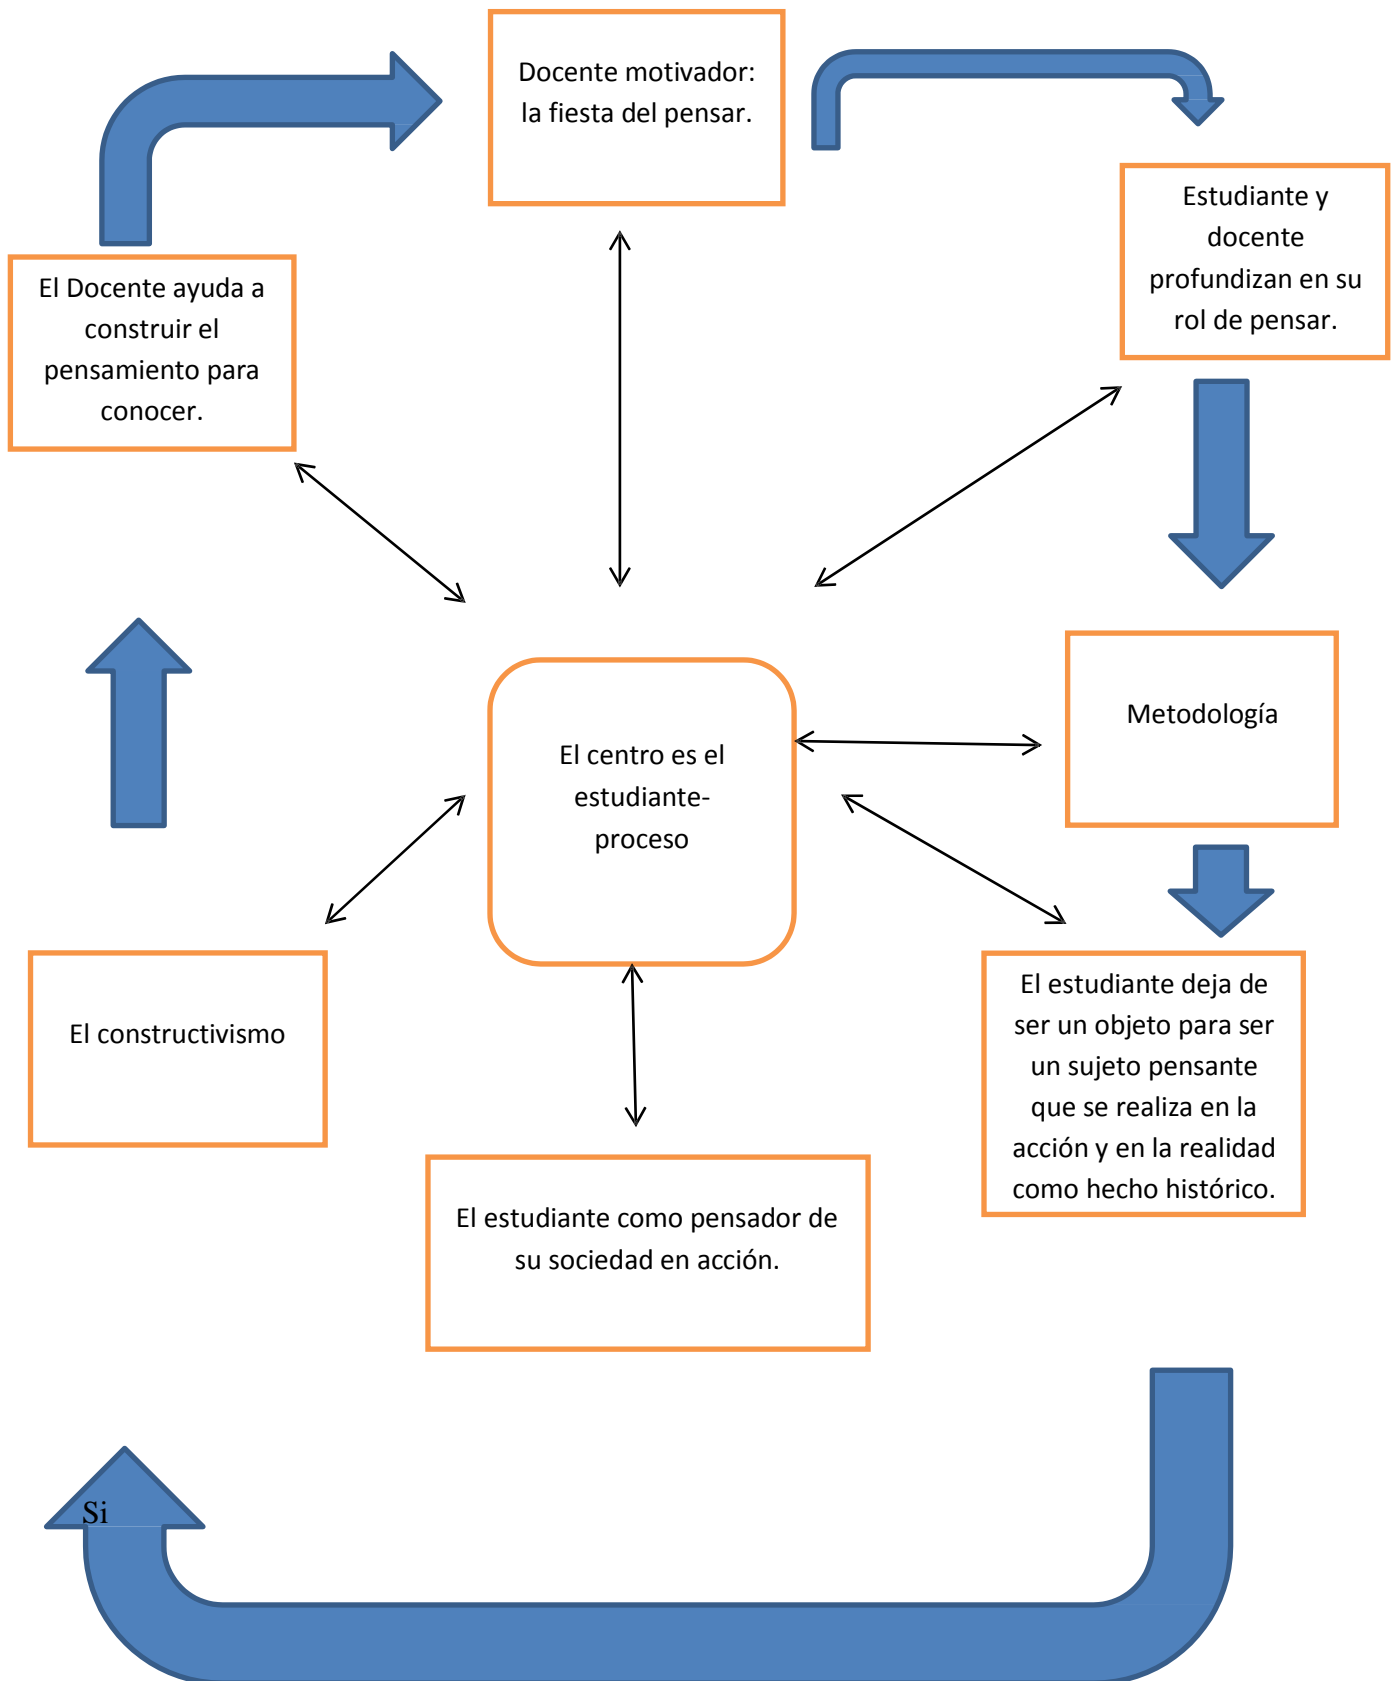 Docente motivador:
la fiesta del pensar.
Estudiante y
docente
profundizan en su
rol de pensar.
El Docente ayuda a
construir el
pensamiento para
conocer.
Metodología
El centro es el
estudiante-
proceso
El estudiante deja de
ser un objeto para ser
un sujeto pensante
que se realiza en la
acción y en la realidad
como hecho histórico.
El constructivismo
El estudiante como pensador de
su sociedad en acción.
Si